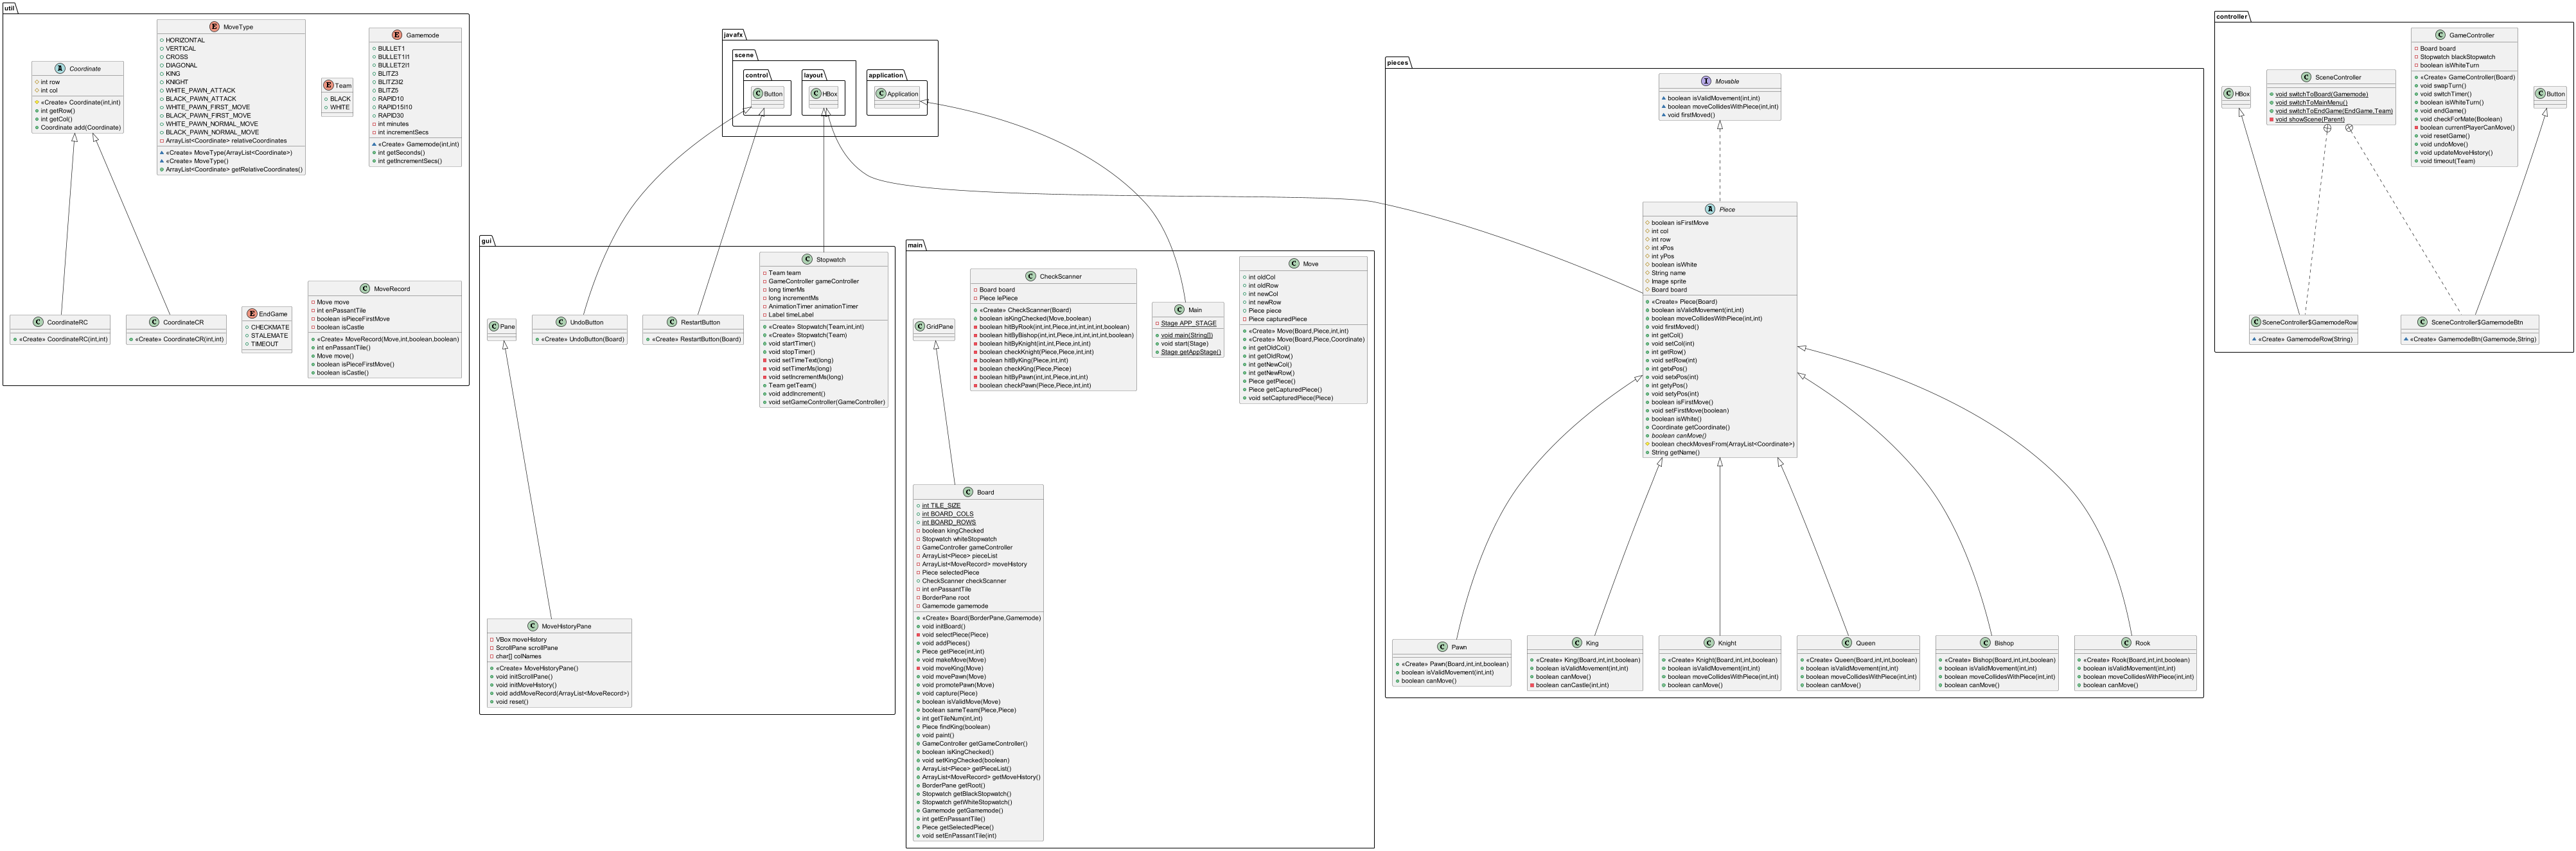 util
MoveType
HORIZONTAL
VERTICAL
CROSS
DIAGONAL
KING
KNIGHT
WHITE_PAWN_ATTACK
BLACK_PAWN_ATTACK
WHITE_PAWN_FIRST_MOVE
BLACK_PAWN_FIRST_MOVE
WHITE_PAWN_NORMAL_MOVE
BLACK_PAWN_NORMAL_MOVE
ArrayList<Coordinate> relativeCoordinates
«Create» MoveType(ArrayList<Coordinate>)
«Create» MoveType()
ArrayList<Coordinate> getRelativeCoordinates()
Gamemode
BULLET1
BULLET1I1
BULLET2I1
BLITZ3
BLITZ3I2
BLITZ5
RAPID10
RAPID15I10
RAPID30
int minutes
int incrementSecs
«Create» Gamemode(int,int)
int getSeconds()
int getIncrementSecs()
Coordinate
int row
int col
«Create» Coordinate(int,int)
int getRow()
int getCol()
Coordinate add(Coordinate)
Team
BLACK
WHITE
CoordinateRC
«Create» CoordinateRC(int,int)
CoordinateCR
«Create» CoordinateCR(int,int)
EndGame
CHECKMATE
STALEMATE
TIMEOUT
MoveRecord
Move move
int enPassantTile
boolean isPieceFirstMove
boolean isCastle
«Create» MoveRecord(Move,int,boolean,boolean)
int enPassantTile()
Move move()
boolean isPieceFirstMove()
boolean isCastle()
javafx
scene
control
Button
layout
HBox
application
Application
gui
Stopwatch
Team team
GameController gameController
long timerMs
long incrementMs
AnimationTimer animationTimer
Label timeLabel
«Create» Stopwatch(Team,int,int)
«Create» Stopwatch(Team)
void startTimer()
void stopTimer()
void setTimeText(long)
void setTimerMs(long)
void setIncrementMs(long)
Team getTeam()
void addIncrement()
void setGameController(GameController)
Pane
UndoButton
«Create» UndoButton(Board)
RestartButton
«Create» RestartButton(Board)
MoveHistoryPane
VBox moveHistory
ScrollPane scrollPane
char[] colNames
«Create» MoveHistoryPane()
void initScrollPane()
void initMoveHistory()
void addMoveRecord(ArrayList<MoveRecord>)
void reset()
main
GridPane
CheckScanner
Board board
Piece lePiece
«Create» CheckScanner(Board)
boolean isKingChecked(Move,boolean)
boolean hitByRook(int,int,Piece,int,int,int,int,boolean)
boolean hitByBishop(int,int,Piece,int,int,int,int,boolean)
boolean hitByKnight(int,int,Piece,int,int)
boolean checkKnight(Piece,Piece,int,int)
boolean hitByKing(Piece,int,int)
boolean checkKing(Piece,Piece)
boolean hitByPawn(int,int,Piece,int,int)
boolean checkPawn(Piece,Piece,int,int)
Main
Stage APP_STAGE
void main(String[])
void start(Stage)
Stage getAppStage()
Move
int oldCol
int oldRow
int newCol
int newRow
Piece piece
Piece capturedPiece
«Create» Move(Board,Piece,int,int)
«Create» Move(Board,Piece,Coordinate)
int getOldCol()
int getOldRow()
int getNewCol()
int getNewRow()
Piece getPiece()
Piece getCapturedPiece()
void setCapturedPiece(Piece)
Board
int TILE_SIZE
int BOARD_COLS
int BOARD_ROWS
boolean kingChecked
Stopwatch whiteStopwatch
GameController gameController
ArrayList<Piece> pieceList
ArrayList<MoveRecord> moveHistory
Piece selectedPiece
CheckScanner checkScanner
int enPassantTile
BorderPane root
Gamemode gamemode
«Create» Board(BorderPane,Gamemode)
void initBoard()
void selectPiece(Piece)
void addPieces()
Piece getPiece(int,int)
void makeMove(Move)
void moveKing(Move)
void movePawn(Move)
void promotePawn(Move)
void capture(Piece)
boolean isValidMove(Move)
boolean sameTeam(Piece,Piece)
int getTileNum(int,int)
Piece findKing(boolean)
void paint()
GameController getGameController()
boolean isKingChecked()
void setKingChecked(boolean)
ArrayList<Piece> getPieceList()
ArrayList<MoveRecord> getMoveHistory()
BorderPane getRoot()
Stopwatch getBlackStopwatch()
Stopwatch getWhiteStopwatch()
Gamemode getGamemode()
int getEnPassantTile()
Piece getSelectedPiece()
void setEnPassantTile(int)
pieces
Movable
boolean isValidMovement(int,int)
boolean moveCollidesWithPiece(int,int)
void firstMoved()
Piece
boolean isFirstMove
int col
int row
int xPos
int yPos
boolean isWhite
String name
Image sprite
Board board
«Create» Piece(Board)
boolean isValidMovement(int,int)
boolean moveCollidesWithPiece(int,int)
void firstMoved()
int getCol()
void setCol(int)
int getRow()
void setRow(int)
int getxPos()
void setxPos(int)
int getyPos()
void setyPos(int)
boolean isFirstMove()
void setFirstMove(boolean)
boolean isWhite()
Coordinate getCoordinate()
boolean canMove()
boolean checkMovesFrom(ArrayList<Coordinate>)
String getName()
Pawn
«Create» Pawn(Board,int,int,boolean)
boolean isValidMovement(int,int)
boolean canMove()
King
«Create» King(Board,int,int,boolean)
boolean isValidMovement(int,int)
boolean canMove()
boolean canCastle(int,int)
Knight
«Create» Knight(Board,int,int,boolean)
boolean isValidMovement(int,int)
boolean moveCollidesWithPiece(int,int)
boolean canMove()
Queen
«Create» Queen(Board,int,int,boolean)
boolean isValidMovement(int,int)
boolean moveCollidesWithPiece(int,int)
boolean canMove()
Bishop
«Create» Bishop(Board,int,int,boolean)
boolean isValidMovement(int,int)
boolean moveCollidesWithPiece(int,int)
boolean canMove()
Rook
«Create» Rook(Board,int,int,boolean)
boolean isValidMovement(int,int)
boolean moveCollidesWithPiece(int,int)
boolean canMove()
controller
GameController
Board board
Stopwatch blackStopwatch
boolean isWhiteTurn
«Create» GameController(Board)
void swapTurn()
void switchTimer()
boolean isWhiteTurn()
void endGame()
void checkForMate(Boolean)
boolean currentPlayerCanMove()
void resetGame()
void undoMove()
void updateMoveHistory()
void timeout(Team)
HBox
SceneController
void switchToBoard(Gamemode)
void switchToMainMenu()
void switchToEndGame(EndGame,Team)
void showScene(Parent)
Button
SceneController$GamemodeRow
«Create» GamemodeRow(String)
SceneController$GamemodeBtn
«Create» GamemodeBtn(Gamemode,String)